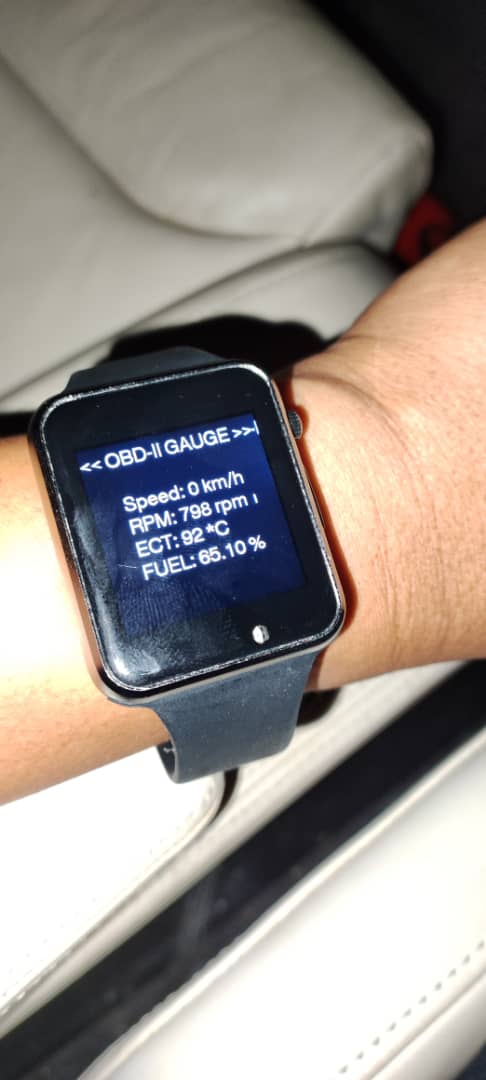 << OBD-II GAUGE >>
Speed: 0 km/h
RPM: 798 rpm
ECT: 92 *C
FUEL: 65.10 %